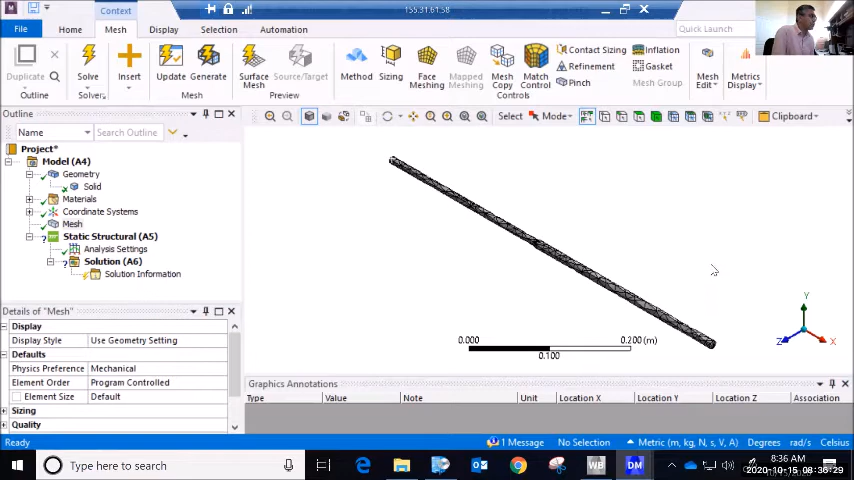 Context
155.31.61.58
File
Home
Mesh
Display
Selection
Automation
Quick Launch
Duplicate
Outline
Solve
Solver
Insert
Update
Generate
Mesh
Surface
Mesh
Source/Target
Preview
Method
Sizing
Face
Meshing
Mapped
Meshing
Mesh
Copy
Match
Control
Contact Sizing
Refinement
Pinch
Inflation
Gasket
Mesh Group
Controls
Mesh
Edit
Metrics
Display
Outline
Name
Search Outline
Select
Mode
Clipboard
Project*
Model (A4)
Geometry
Solid
Materials
Coordinate Systems
Mesh
Static Structural (A5)
Analysis Settings
Solution (A6)
Solution Information
0.000
0.200 (m)
0.100
Y
Z
X
Details of "Mesh"
Display
Display Style Use Geometry Setting
Defaults
Physics Preference Mechanical
Element Order Program Controlled
Element Size Default
Sizing
Quality
Graphics Annotations
Type Value Note Unit Location X Location Y Location Z Association
Ready
1 Message
No Selection
Metric (m, kg, N, s, V, A) Degrees rad/s Celsius
Type here to search
WB
DM
8:36 AM
2020-10-15 08:36:29